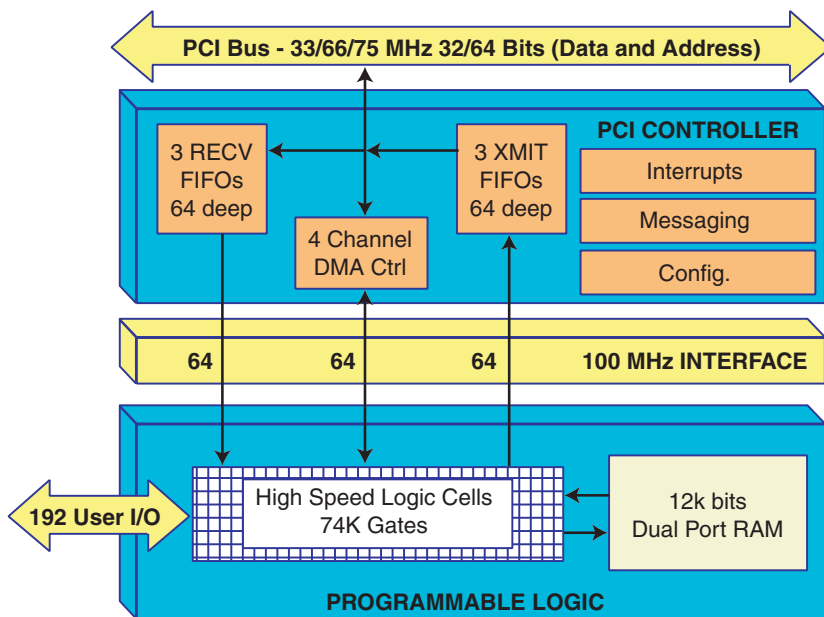 PCI Bus - 33/66/75 MHz 32/64 Bits (Data and Address)
PCI CONTROLLER
3 RECV
FIFOs
64 deep
3 XMIT
FIFOs
64 deep
4 Channel
DMA Ctrl
Interrupts
Messaging
Config.
64
64
64
100 MHz INTERFACE
192 User I/O
High Speed Logic Cells
74K Gates
12k bits
Dual Port RAM
PROGRAMMABLE LOGIC